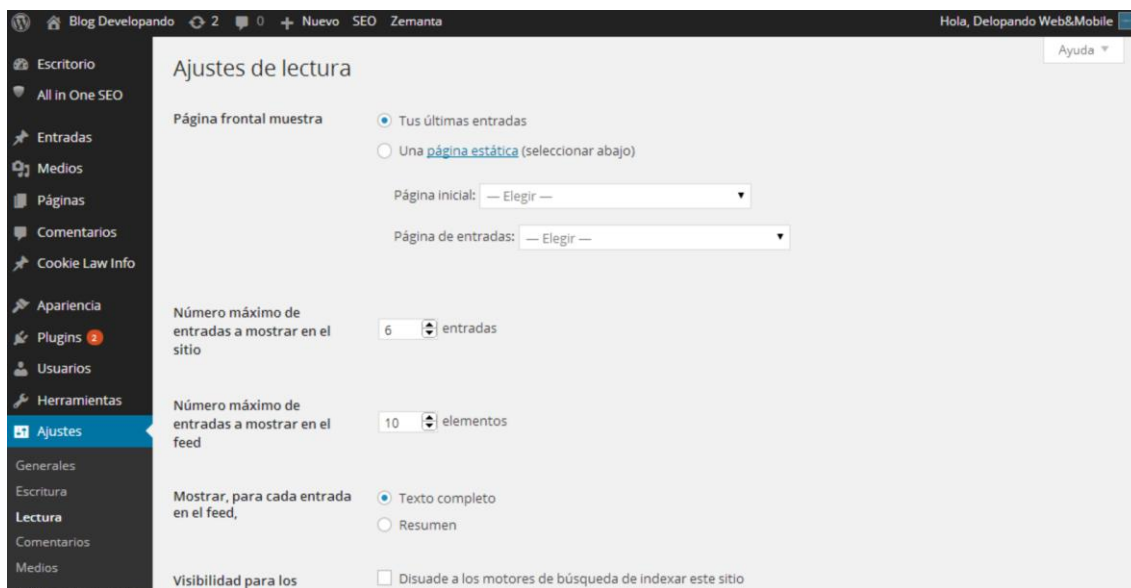 Blog Developando 2 0 + Nuevo SEO Zemanta Hola, Delopando Web&Mobile
Ayuda
Escritorio
All in One SEO
Entradas
Medios
Páginas
Comentarios
Cookie Law Info
Apariencia
Plugins 2
Usuarios
Herramientas
Ajustes
Generales
Escritura
Lectura
Comentarios
Medios
Ajustes de lectura
Página frontal muestra
Tus últimas entradas
Una página estática (seleccionar abajo)
Página inicial: — Elegir —
Página de entradas: — Elegir —
Número máximo de
entradas a mostrar en el
sitio
6 entradas
Número máximo de
entradas a mostrar en el
feed
10 elementos
Mostrar, para cada entrada
en el feed,
Texto completo
Resumen
Visibilidad para los
Disuade a los motores de búsqueda de indexar este sitio